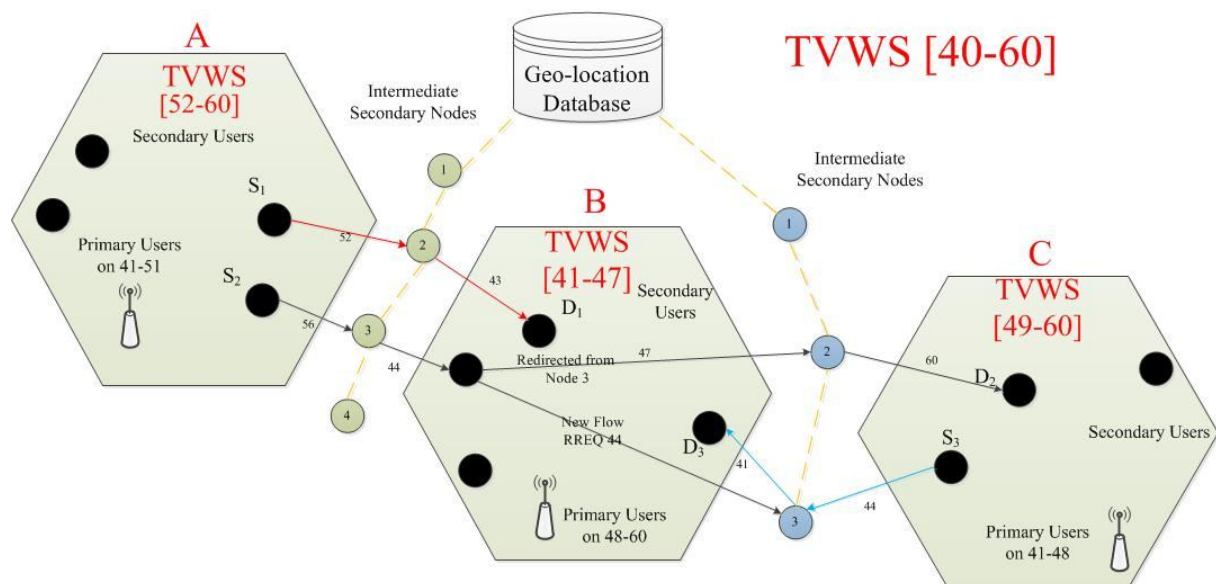 A
TVWS
[52-60]
Secondary Users
S1
S2
Primary Users
on 41-51
Intermediate
Secondary Nodes
Geo-location
Database
TVWS [40-60]
Intermediate
Secondary Nodes
1
2
3
4
52
56
43
44
B
TVWS
[41-47]
Secondary
Users
D1
Redirected from
Node 3
47
New Flow
RREQ 44
D3
41
Primary Users
on 48-60
1
2
3
60
44
C
TVWS
[49-60]
D2
Secondary Users
S3
Primary Users
on 41-48